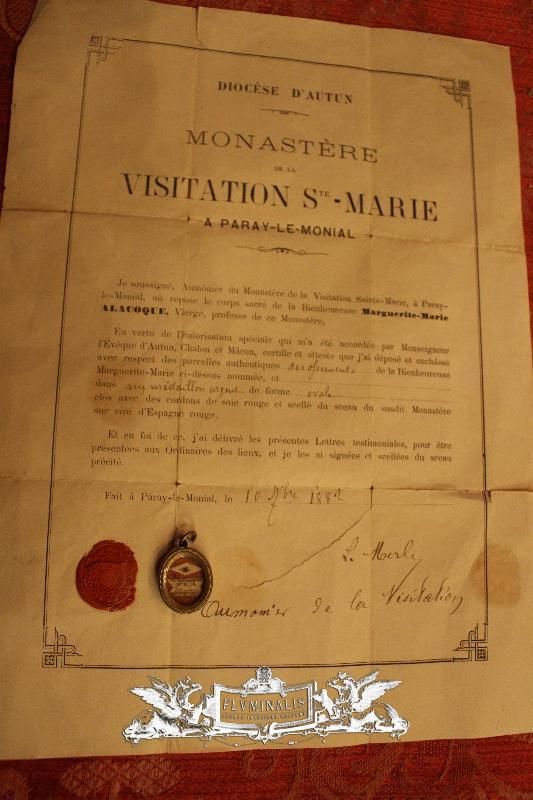 DIOCÈSE D'AUTUN
MONASTÈRE
DE LA
VISITATION STE-MARIE
A PARAY-LE-MONIAL
Je soussigné, Aumônier du Monastère de la Visitation Sainte-Marie, à Paray-
le-Monial, où repose le corps sacré de la Bienheureuse Marguerite-Marie
ALACOQUE, Vierge, professe de ce Monastère,
En vertu de l'autorisation spéciale qui m'a été accordée par Monseigneur
l'Évêque d'Autun, Chalon et Mâcon, certifie et atteste que j'ai déposé et enchâssé
avec respect des parcelles authentiques des ossements de la Bienheureuse
Marguerite-Marie ci-dessus nommée, et
dans un médaillon argent de forme ovale
clos avec des cordons de soie rouge et scellé du sceau du susdit Monastère
sur cire d'Espagne rouge.
Et en foi de ce, j'ai délivré les présentes Lettres testimoniales, pour être
présentées aux Ordinaires des lieux, et je les ai signées et scellées du sceau
précité.
Fait à Paray-le-Monial, le 10 7bre 1882
L. Merle
Aumonier de la Visitation
FLVMINALIS